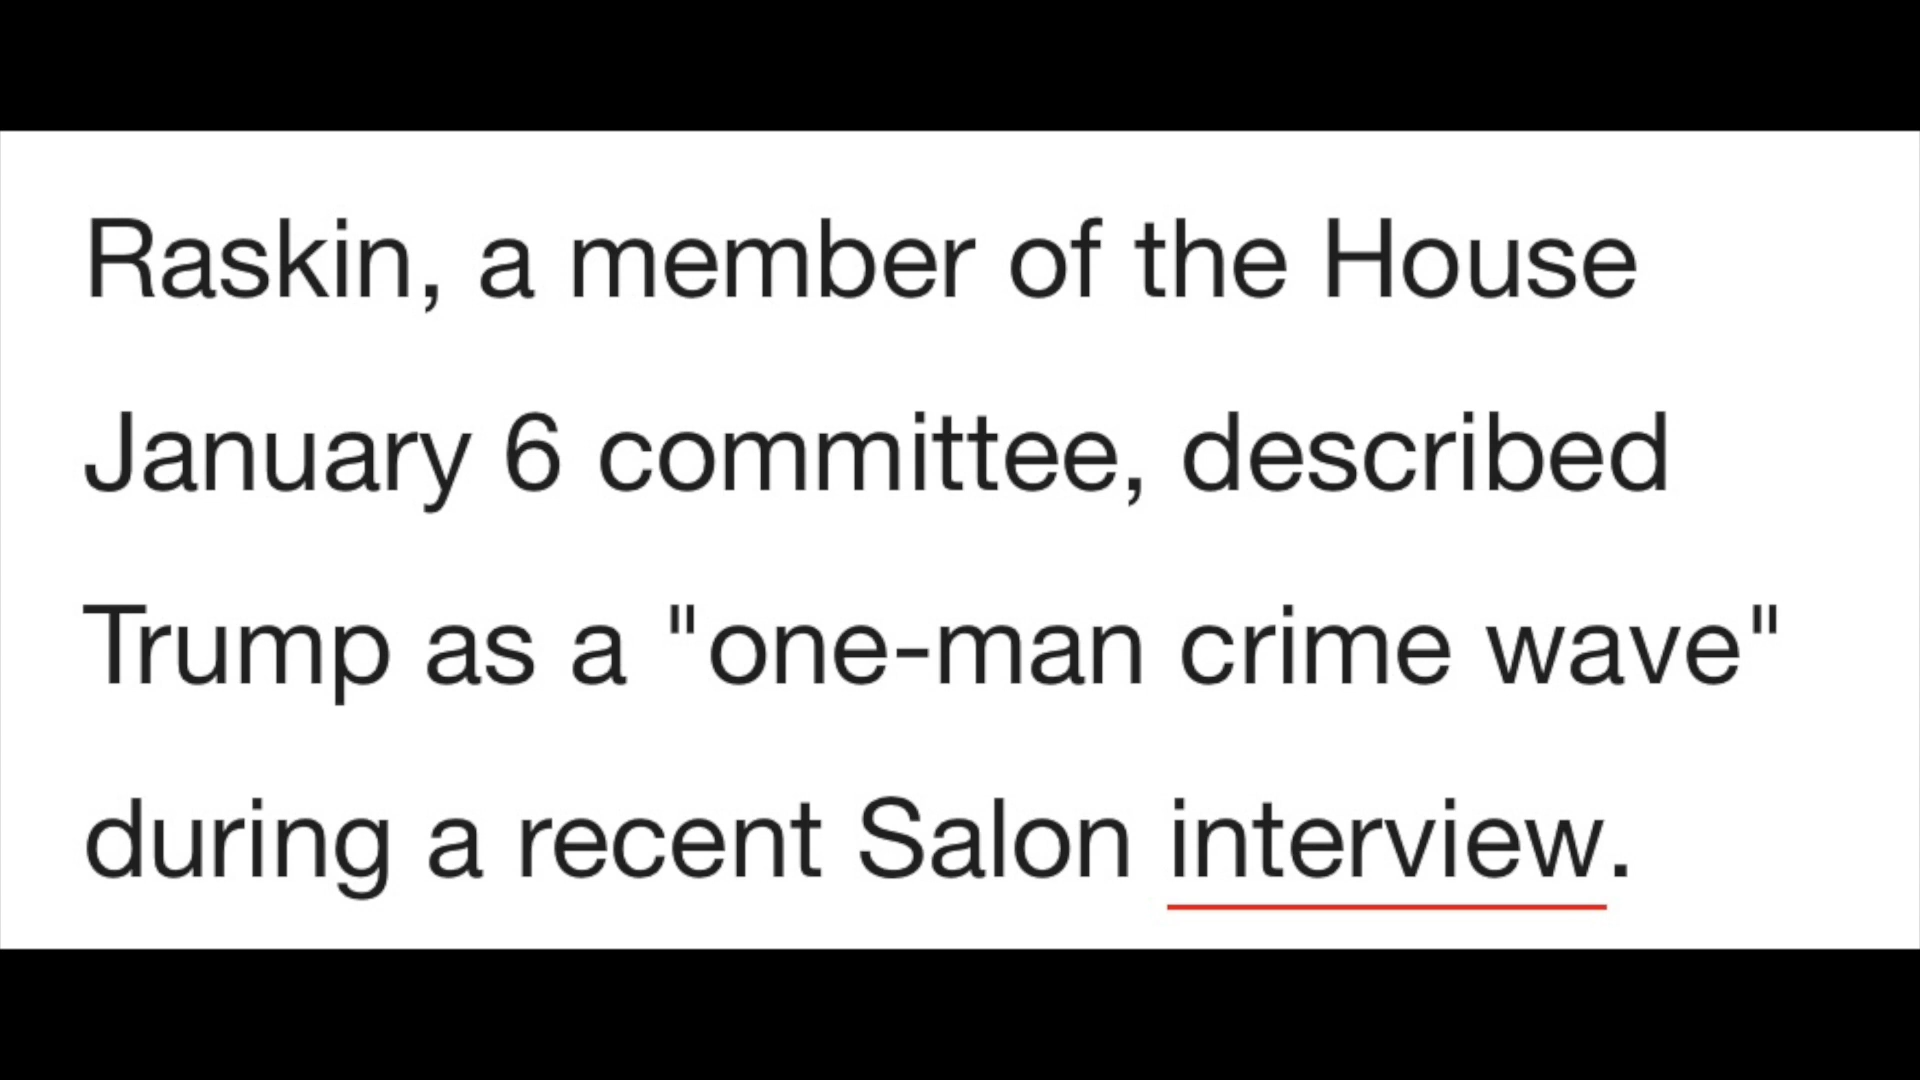 Raskin, a member of the House
January 6 committee, described
Trump as a "one-man crime wave"
during a recent Salon interview.